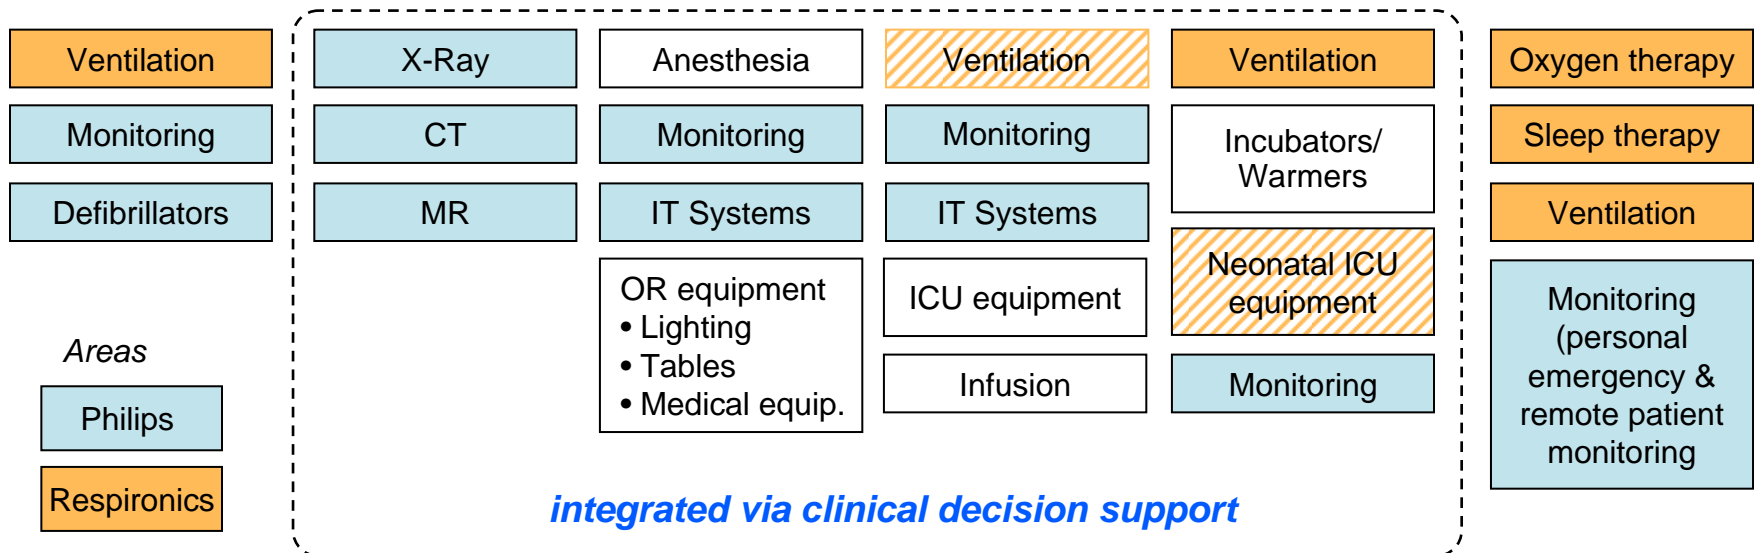 Ventilation
Monitoring
Defibrillators
Areas
Philips
Respironics
X-Ray
CT
MR
Anesthesia
Monitoring
IT Systems
OR equipment
• Lighting
• Tables
• Medical equip.
Ventilation
Monitoring
IT Systems
ICU equipment
Infusion
Ventilation
Incubators/
Warmers
Neonatal ICU
equipment
Monitoring
integrated via clinical decision support
Oxygen therapy
Sleep therapy
Ventilation
Monitoring
(personal
emergency &
remote patient
monitoring